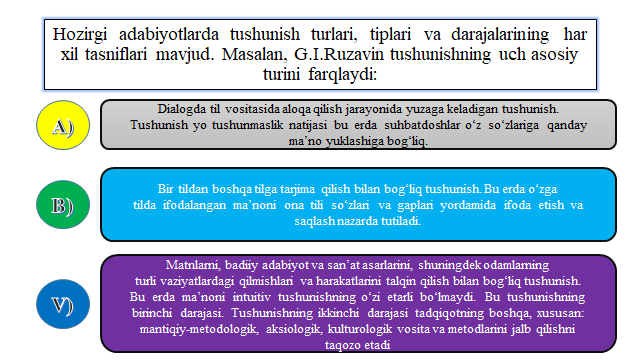 Hozirgi adabiyotlarda tushunish turlari, tiplari va darajalarining har
xil tasniflari mavjud. Masalan, G.I.Ruzavin tushunishning uch asosiy
turini farqlaydi:
A)
Dialogda til vositasida aloqa qilish jarayonida yuzaga keladigan tushunish.
Tushunish yo tushunmaslik natijasi bu erda suhbatdoshlar o‘z so‘zlariga qanday
ma’no yuklashiga bog‘liq.
B)
Bir tildan boshqa tilga tarjima qilish bilan bog‘liq tushunish. Bu erda o‘zga
tilda ifodalangan ma’noni ona tili so‘zlari va gaplari yordamida ifoda etish va
saqlash nazarda tutiladi.
V)
Matnlarni, badiiy adabiyot va san’at asarlarini, shuningdek odamlarning
turli vaziyatlardagi qilmishlari va harakatlarini talqin qilish bilan bog‘liq tushunish.
Bu erda ma’noni intuitiv tushunishning o‘zi etarli bo‘lmaydi. Bu tushunishning
birinchi darajasi. Tushunishning ikkinchi darajasi tadqiqotning boshqa, xususan:
mantiqiy-metodologik, aksiologik, kulturologik vosita va metodlarini jalb qilishni
taqozo etadi